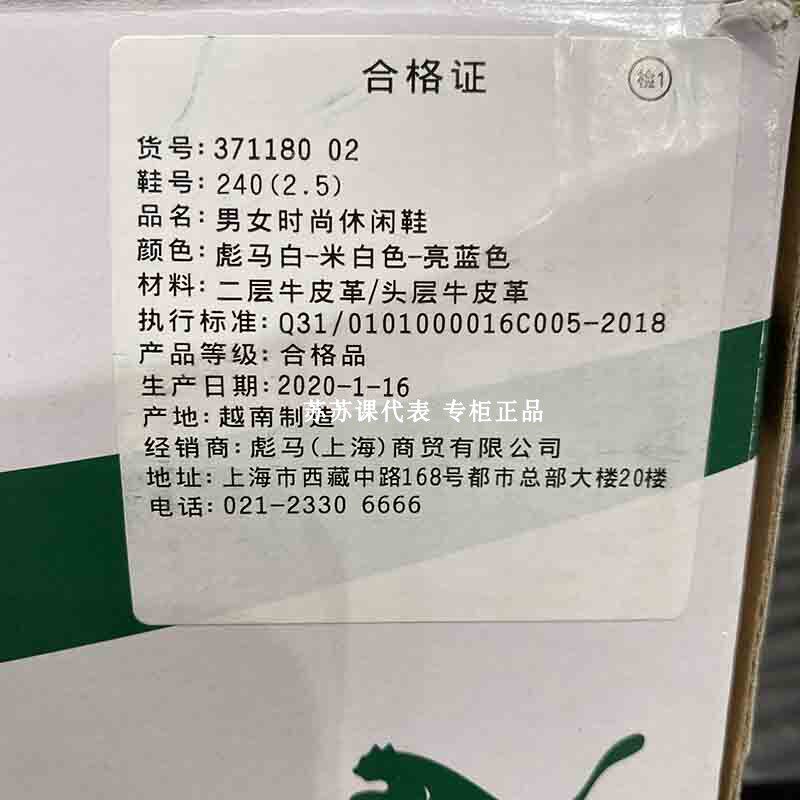 合格证
检1
货号: 371180 02
鞋号: 240(2.5)
品名: 男女时尚休闲鞋
颜色: 彪马白-米白色-亮蓝色
材料: 二层牛皮革/头层牛皮革
执行标准: Q31/0101000016C005-2018
产品等级: 合格品
生产日期: 2020-1-16
苏苏课代表 专柜正品
产地: 越南制造
经销商: 彪马(上海)商贸有限公司
地址: 上海市西藏中路168号都市总部大楼20楼
电话: 021-2330 6666